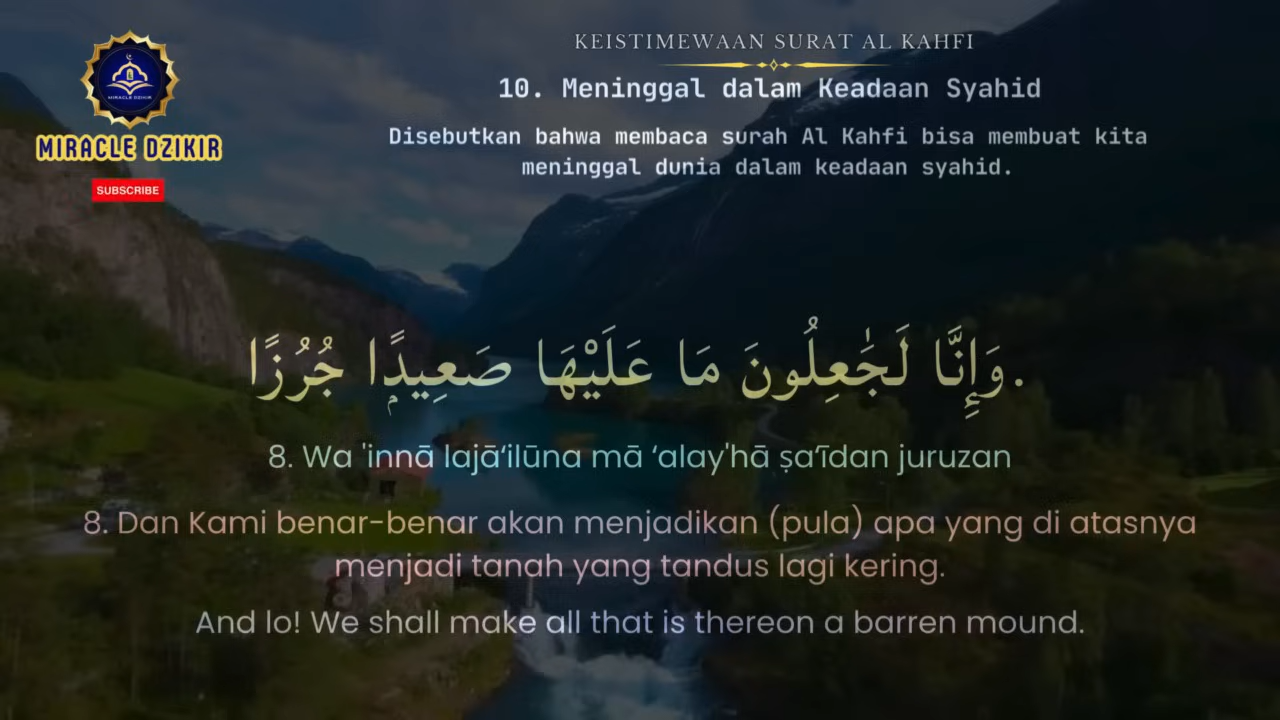 KEISTIMEWAAN SURAT AL KAHFI
10. Meninggal dalam Keadaan Syahid
Disebutkan bahwa membaca surah Al Kahfi bisa membuat kita
meninggal dunia dalam keadaan syahid.
MIRACLE DZIKIR
MIRACLE DZIKIR
SUBSCRIBE
وَإِنَّا لَجَٰعِلُونَ مَا عَلَيْهَا صَعِيدًۭا جُرُزًا.
8. Wa 'innā lajā‘ilūna mā ‘alay'hā ṣa‘īdan juruzan
8. Dan Kami benar-benar akan menjadikan (pula) apa yang di atasnya
menjadi tanah yang tandus lagi kering.
And lo! We shall make all that is thereon a barren mound.